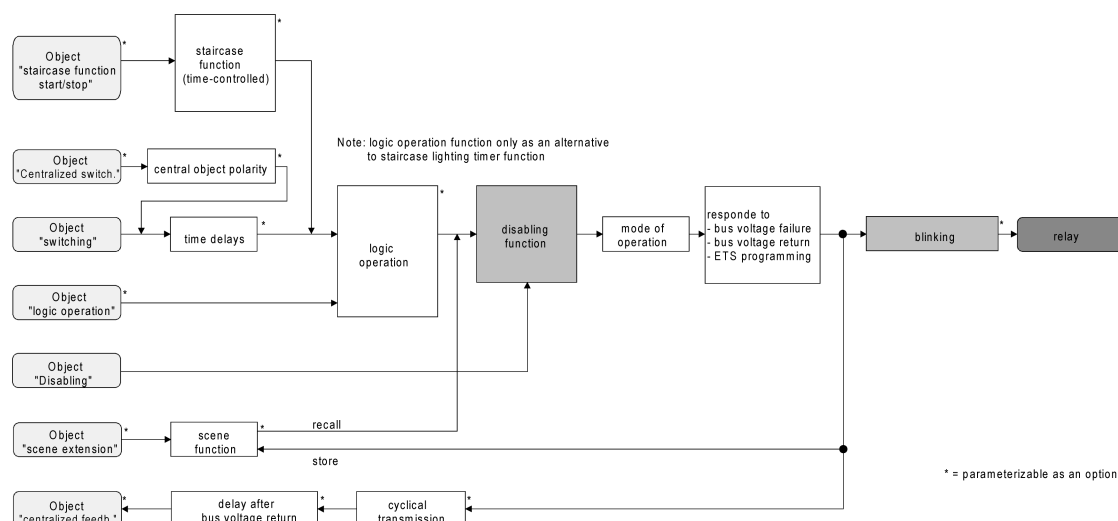 *
Object
"staircase function
start/stop"
*
staircase
function
(time-controlled)
Note: logic operation function only as an alternative
to staircase lighting timer function
Object
"Centralized switch."
*
central object polarity
*
Object
"switching"
time delays
*
logic
operation
*
disabling
function
mode of
operation
responde to
- bus voltage failure
- bus voltage return
- ETS programming
blinking
*
relay
Object
"logic operation"
*
Object
"Disabling"
Object
"scene extension"
*
scene
function
*
recall
store
* = parameterizable as an option
Object
"centralized feedb."
*
delay after
bus voltage return
*
cyclical
transmission
*